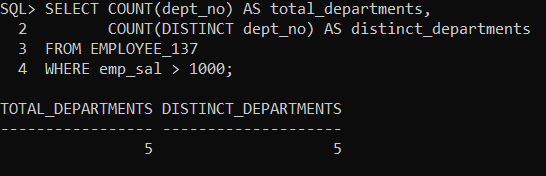 SQL> SELECT COUNT(dept_no) AS total_departments,
  2         COUNT(DISTINCT dept_no) AS distinct_departments
  3  FROM EMPLOYEE_137
  4  WHERE emp_sal > 1000;

TOTAL_DEPARTMENTS DISTINCT_DEPARTMENTS
----------------- --------------------
                5                    5